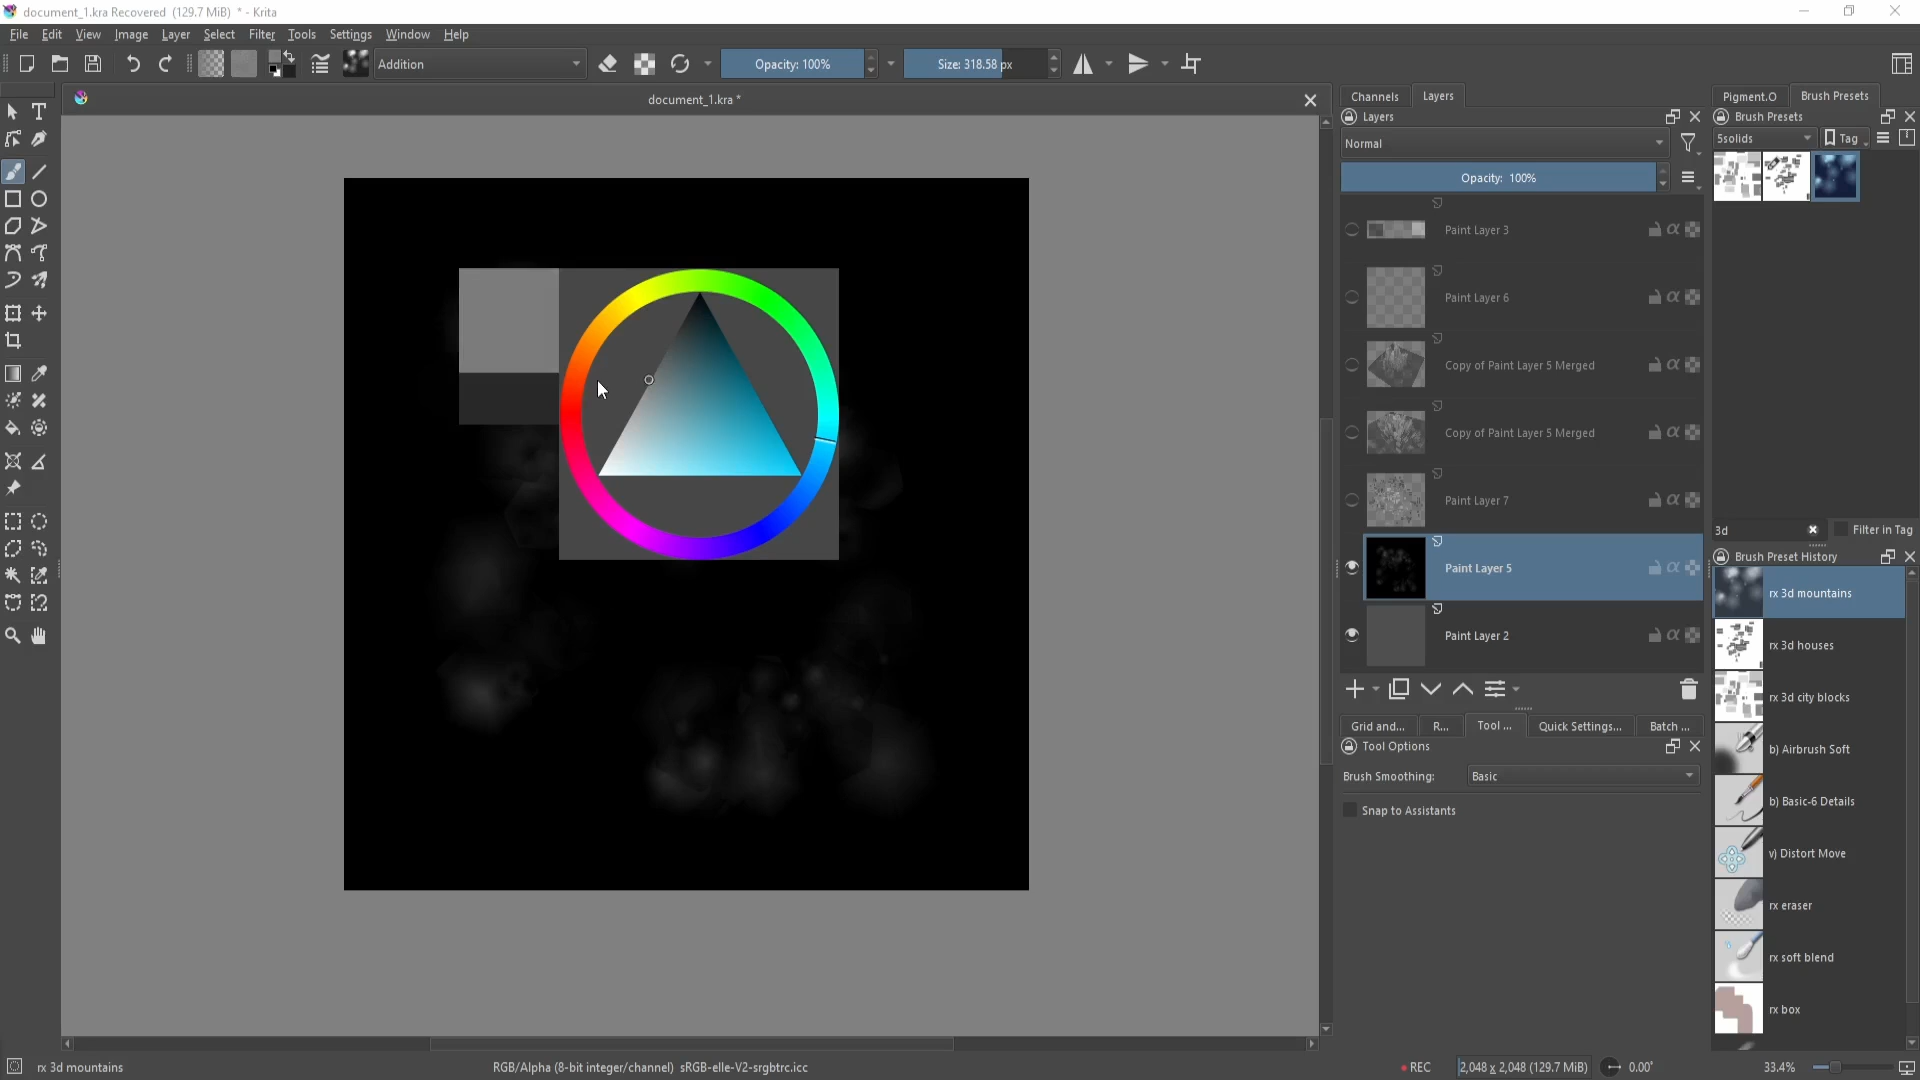 document_1.kra Recovered (129.7 MiB) * - Krita
File Edit View Image Layer Select Filter Tools Settings Window Help
Addition
Opacity: 100%
Size: 318.58 px
document_1.kra *
Channels Layers
Layers
Normal
Opacity: 100%
Paint Layer 3
Paint Layer 6
Copy of Paint Layer 5 Merged
Copy of Paint Layer 5 Merged
Paint Layer 7
Paint Layer 5
Paint Layer 2
Grid and... R... Tool ... Quick Settings... Batch ...
Tool Options
Brush Smoothing: Basic
Snap to Assistants
Pigment.O Brush Presets
Brush Presets
5solids Tag
3d Filter in Tag
Brush Preset History
rx 3d mountains
rx 3d houses
rx 3d city blocks
b) Airbrush Soft
b) Basic-6 Details
v) Distort Move
rx eraser
rx soft blend
rx box
rx 3d mountains
RGB/Alpha (8-bit integer/channel) sRGB-elle-V2-srgbtrc.icc
REC
2,048 x 2,048 (129.7 MiB)
0.00°
33.4%